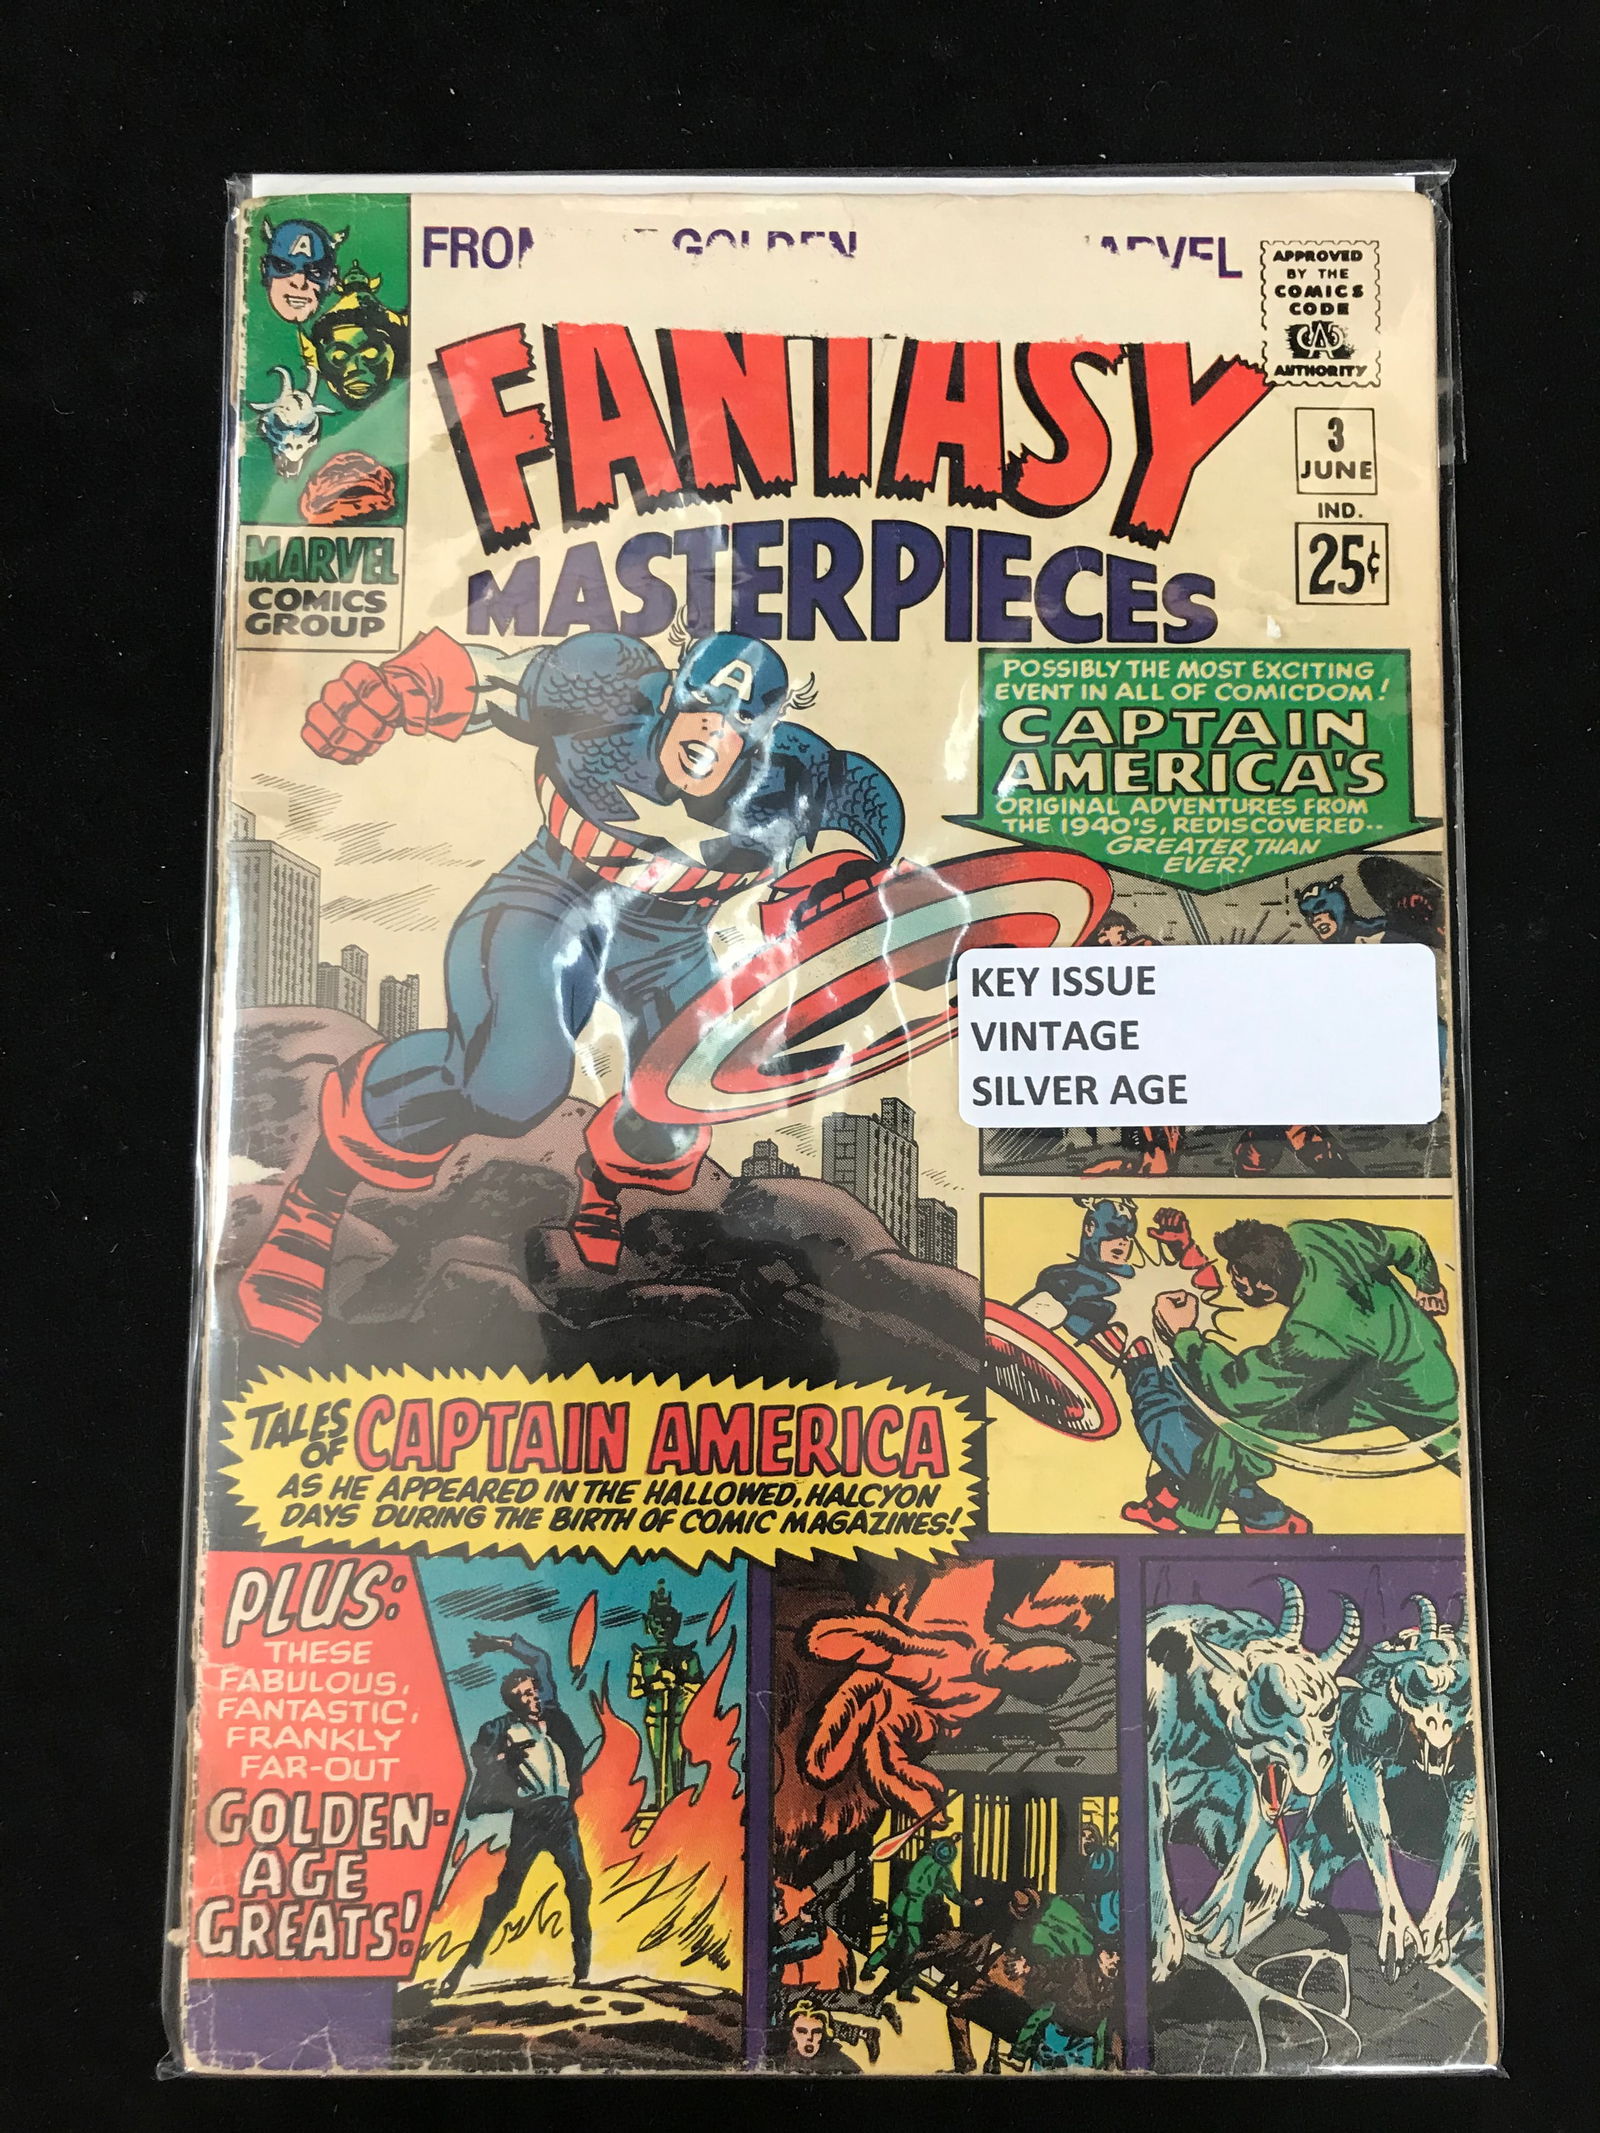 GOLDEN
FANTASY
MASTERPIECES
APPROVED
BY THE
COMICS
CODE
CA
AUTHORITY
3
JUNE
IND.
25¢
A
MARVEL
COMICS
GROUP
A
POSSIBLY THE MOST EXCITING
EVENT IN ALL OF COMICDOM!
CAPTAIN
AMERICA'S
ORIGINAL ADVENTURES FROM
THE 1940'S, REDISCOVERED--
GREATER THAN
EVER!
KEY ISSUE
VINTAGE
SILVER AGE
TALES
OF CAPTAIN AMERICA
AS HE APPEARED IN THE HALLOWED, HALCYON
DAYS DURING THE BIRTH OF COMIC MAGAZINES!
PLUS:
THESE
FABULOUS,
FANTASTIC,
FRANKLY
FAR-OUT
GOLDEN-
AGE
GREATS!